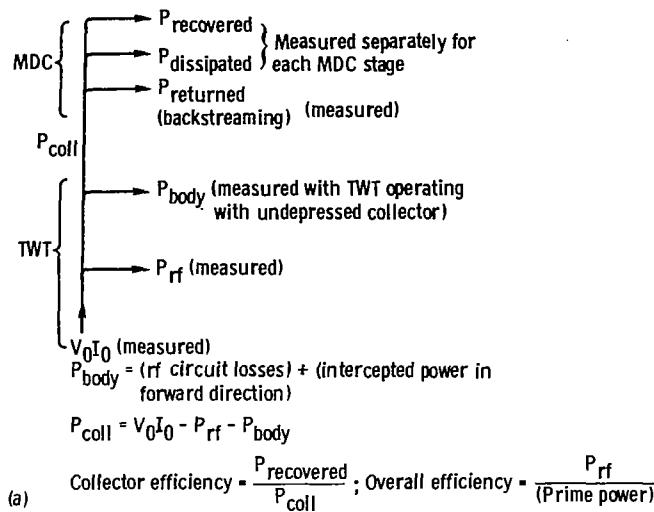 P_recovered
P_dissipated } Measured separately for each MDC stage
MDC
P_returned (backstreaming) (measured)
P_coll
P_body (measured with TWT operating with undepressed collector)
TWT
P_rf (measured)
V_0I_0 (measured)
P_body = (rf circuit losses) + (intercepted power in
forward direction)
P_coll = V_0I_0 - P_rf - P_body
(a) Collector efficiency = P_recovered / P_coll ; Overall efficiency = P_rf / (Prime power)